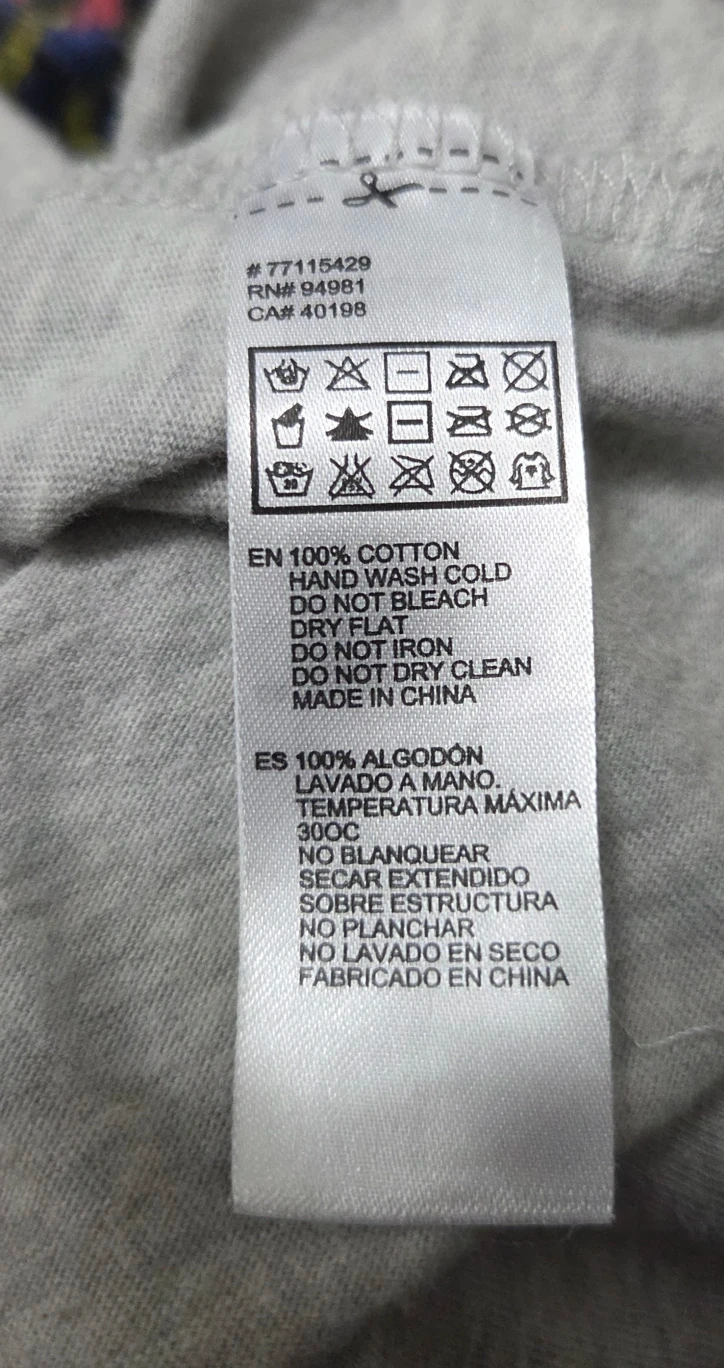 # 77115429
RN# 94981
CA# 40198
EN 100% COTTON
HAND WASH COLD
DO NOT BLEACH
DRY FLAT
DO NOT IRON
DO NOT DRY CLEAN
MADE IN CHINA
ES 100% ALGODÓN
LAVADO A MANO.
TEMPERATURA MÁXIMA
30OC
NO BLANQUEAR
SECAR EXTENDIDO
SOBRE ESTRUCTURA
NO PLANCHAR
NO LAVADO EN SECO
FABRICADO EN CHINA